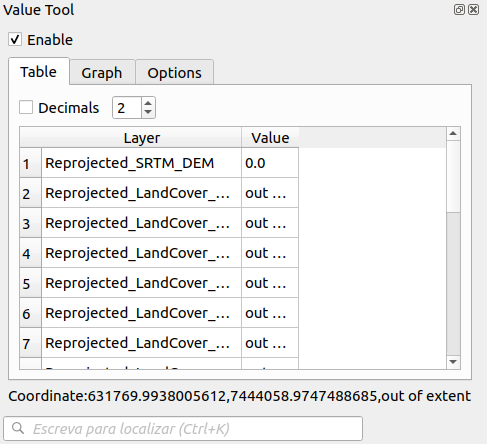 Value Tool
Enable
Table Graph Options
Decimals 2
Layer Value
1 Reprojected_SRTM_DEM 0.0
2 Reprojected_LandCover_... out ...
3 Reprojected_LandCover_... out ...
4 Reprojected_LandCover_... out ...
5 Reprojected_LandCover_... out ...
6 Reprojected_LandCover_... out ...
7 Reprojected_LandCover_... out ...
Coordinate:631769.9938005612,7444058.9747488685,out of extent
Escreva para localizar (Ctrl+K)